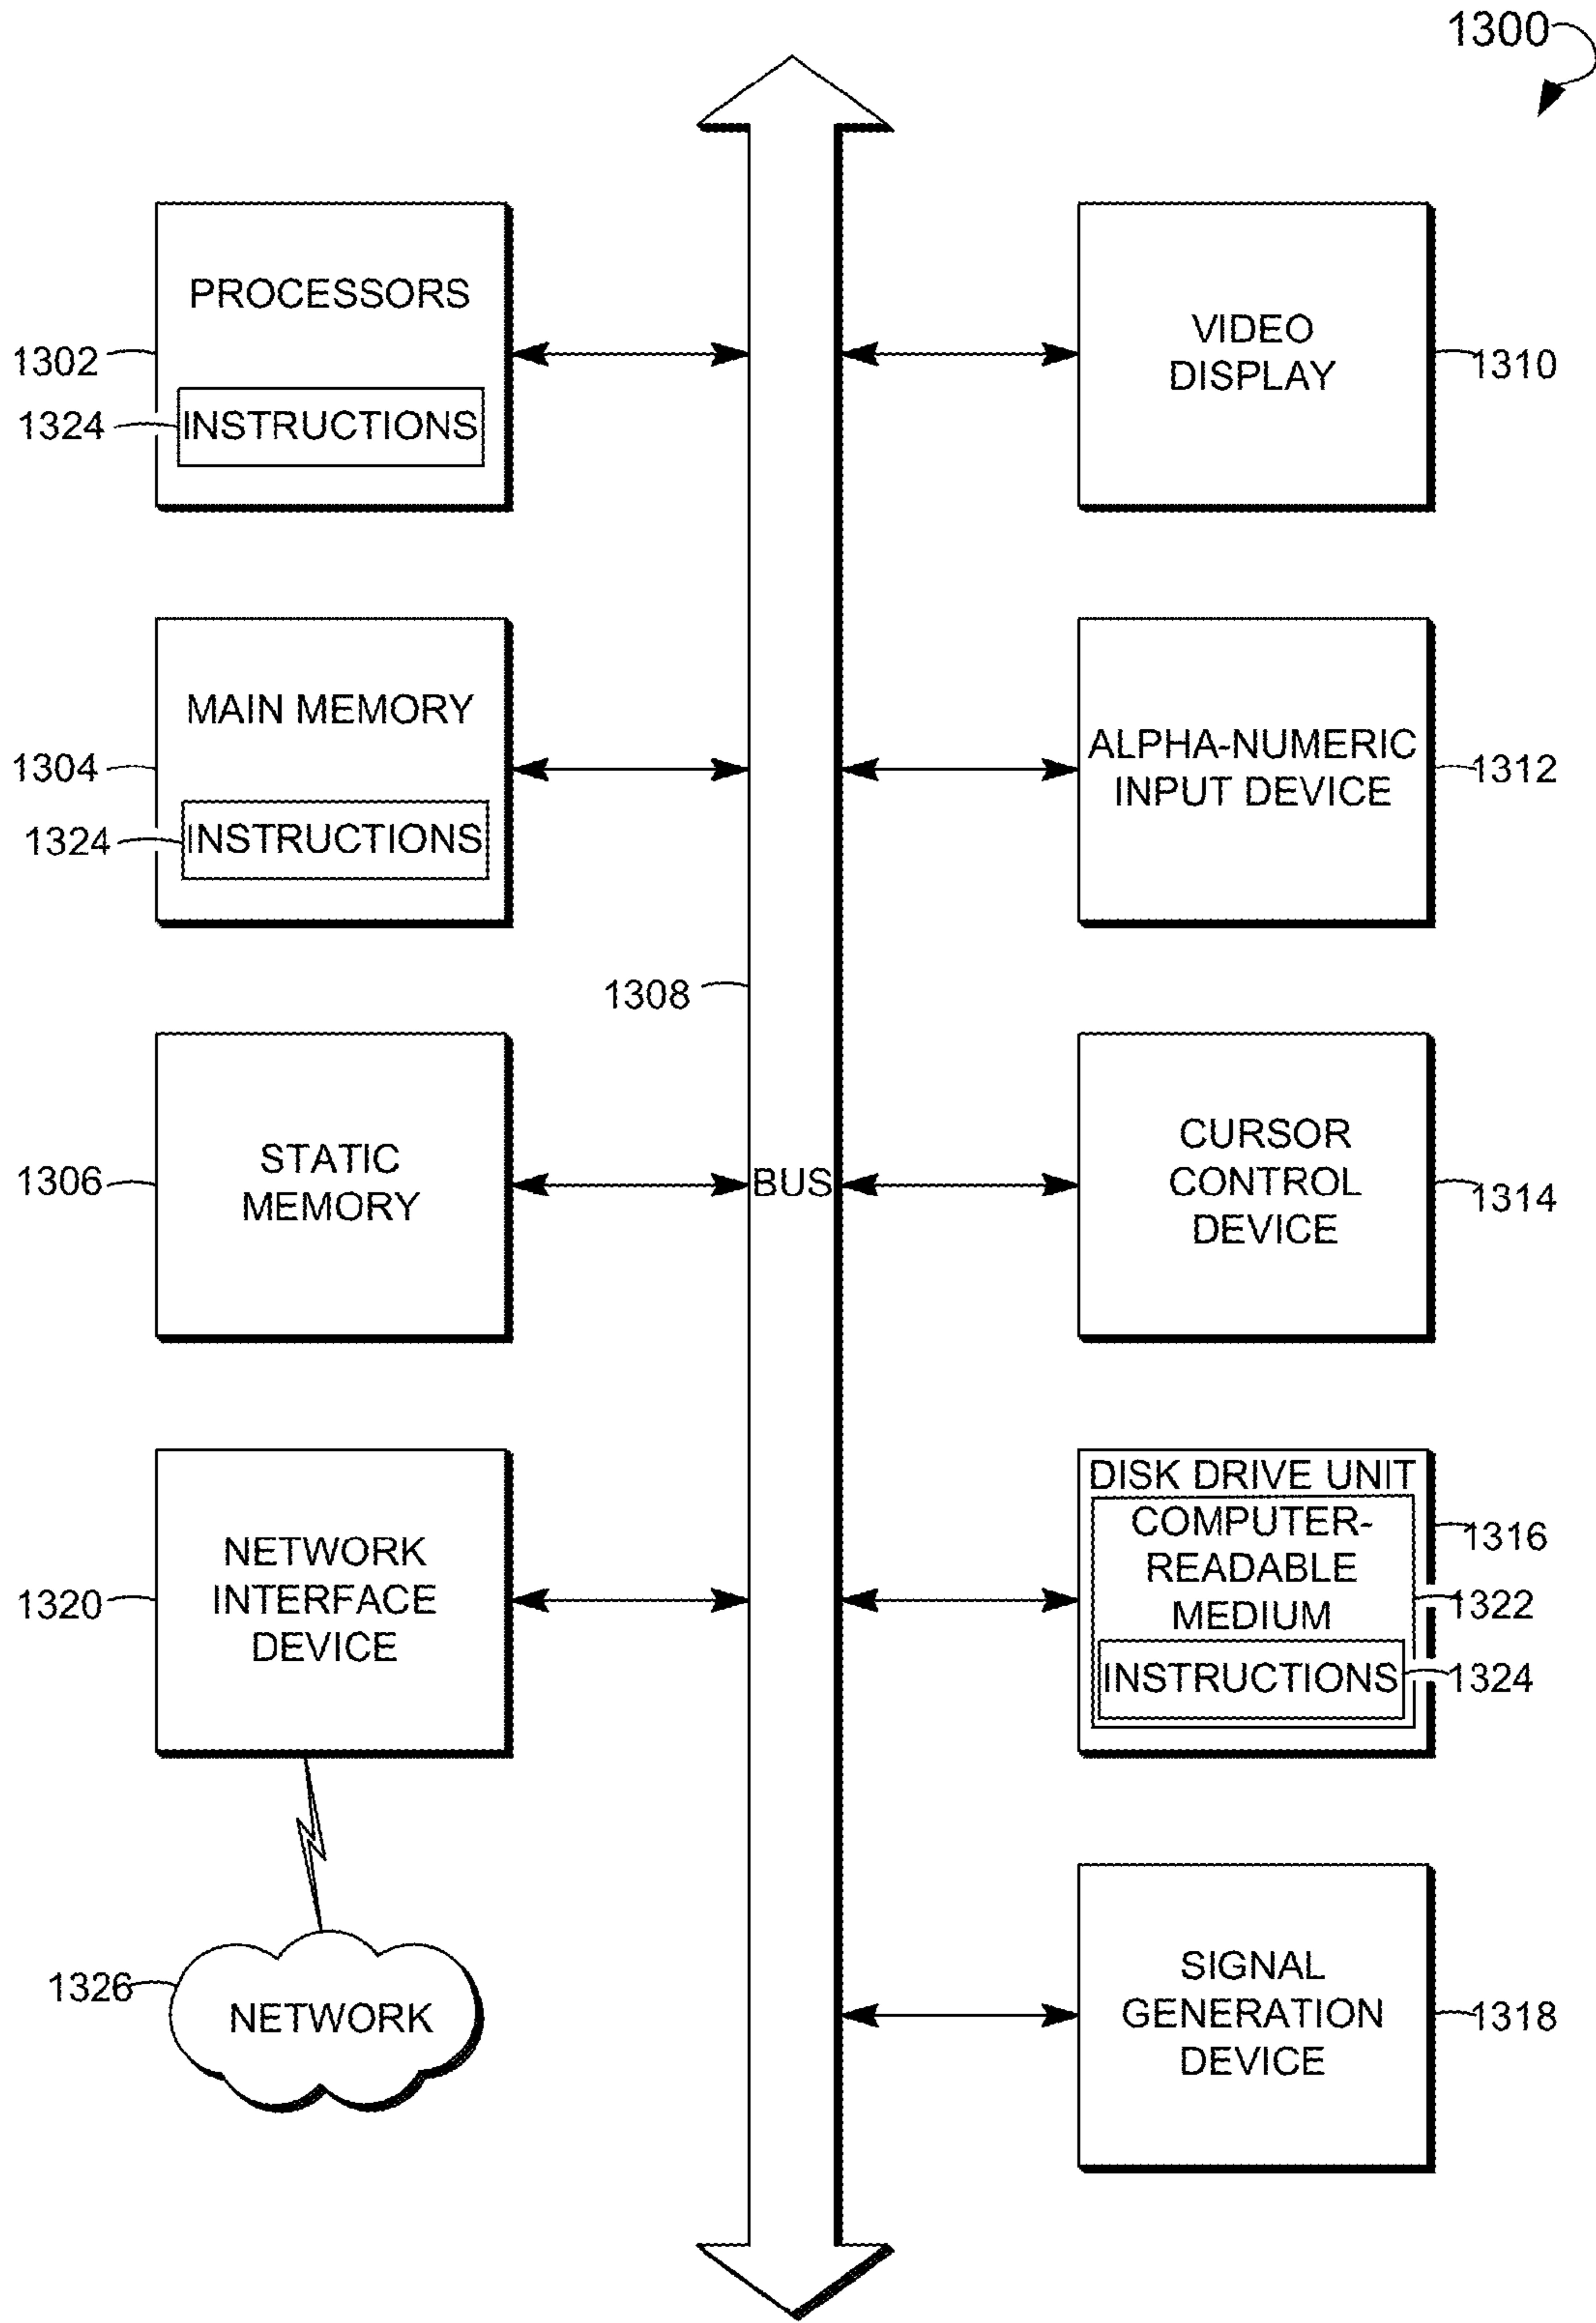 1300
PROCESSORS
1302
1324
INSTRUCTIONS
VIDEO
DISPLAY
1310
MAIN MEMORY
1304
1324
INSTRUCTIONS
ALPHA-NUMERIC
INPUT DEVICE
1312
1308
STATIC
MEMORY
1306
BUS
CURSOR
CONTROL
DEVICE
1314
NETWORK
INTERFACE
DEVICE
1320
DISK DRIVE UNIT
COMPUTER-
READABLE
MEDIUM
1316
1322
INSTRUCTIONS
1324
1326
NETWORK
SIGNAL
GENERATION
DEVICE
1318